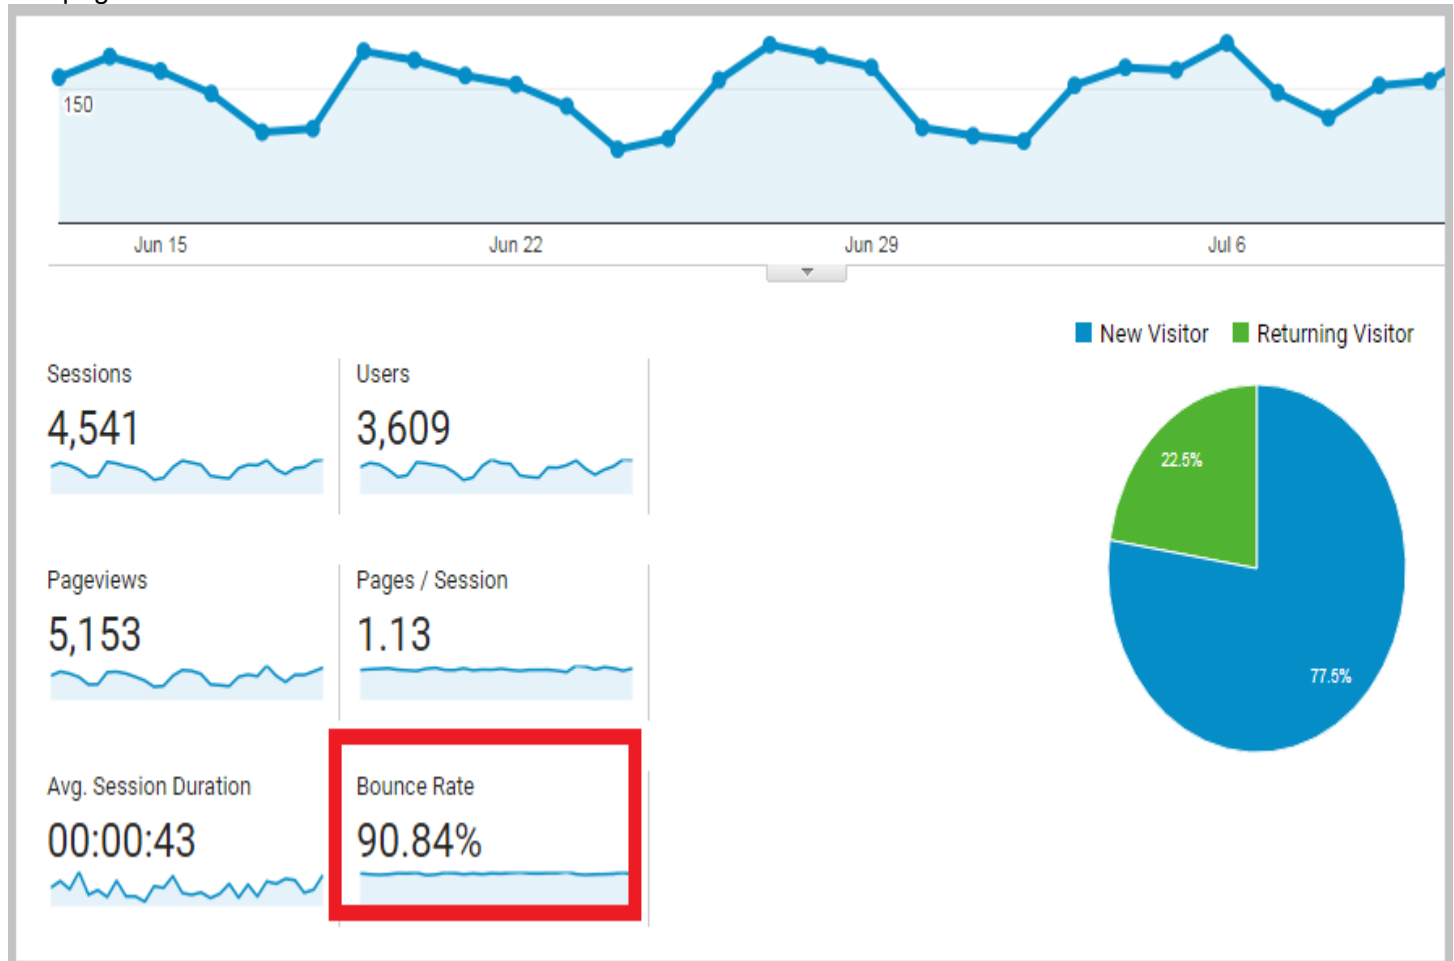 150
Jun 15 Jun 22 Jun 29 Jul 6
New Visitor Returning Visitor
Sessions Users
4,541 3,609
22.5%
Pageviews Pages / Session
5,153 1.13
77.5%
Avg. Session Duration Bounce Rate
00:00:43 90.84%